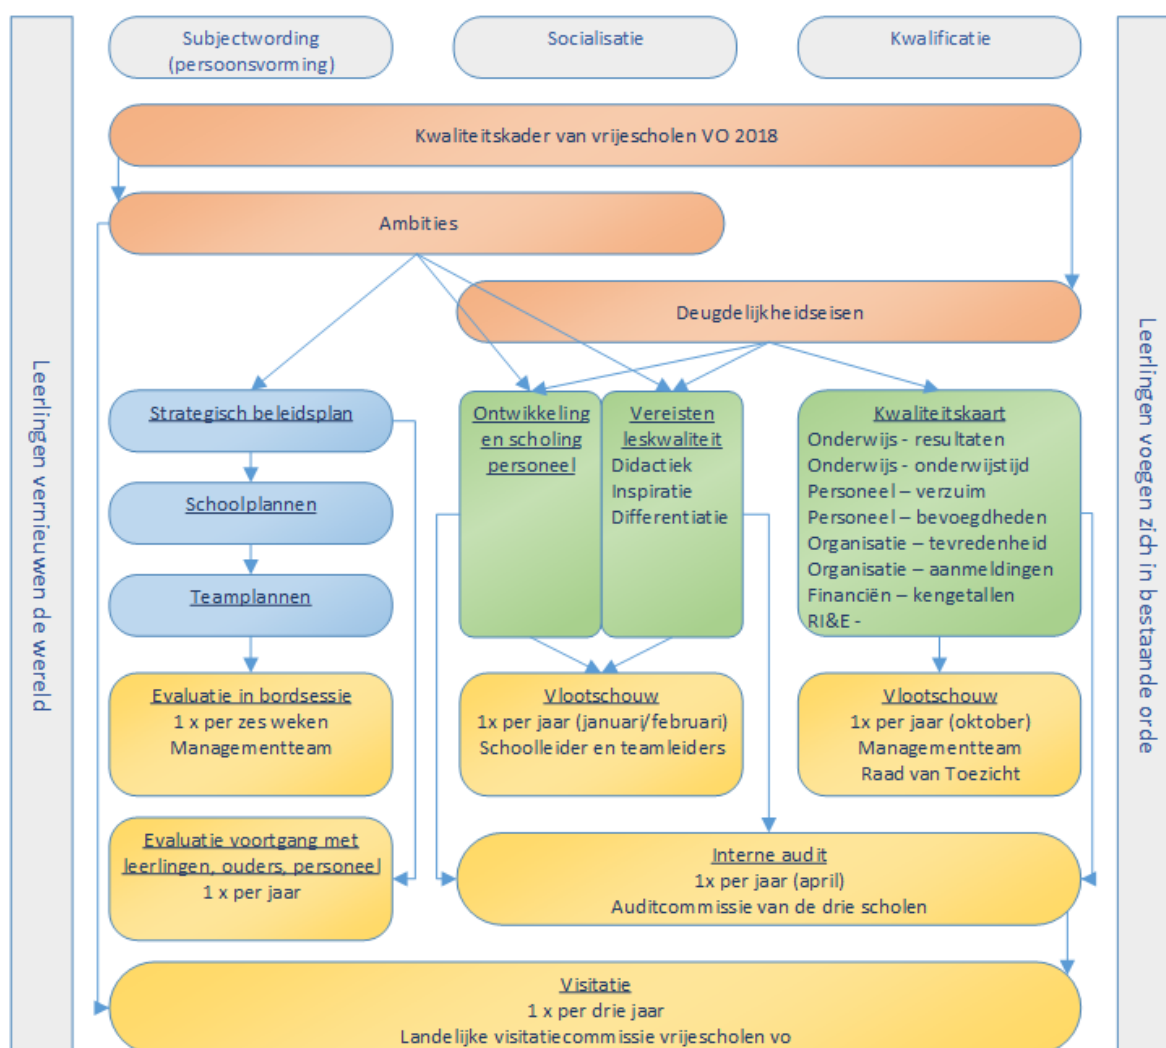 Subjectwording
(persoonsvorming)
Socialisatie
Kwalificatie
Kwaliteitskader van vrijescholen VO 2018
Ambities
Deugdelijkheidseisen
Leerlingen vernieuwen de wereld
Leerlingen voegen zich in bestaande orde
Strategisch beleidsplan
Schoolplannen
Teamplannen
Ontwikkeling
en scholing
personeel
Vereisten
leskwaliteit
Didactiek
Inspiratie
Differentiatie
Kwaliteitskaart
Onderwijs - resultaten
Onderwijs - onderwijstijd
Personeel – verzuim
Personeel – bevoegdheden
Organisatie – tevredenheid
Organisatie – aanmeldingen
Financiën – kengetallen
RI&E -
Evaluatie in bordsessie
1 x per zes weken
Managementteam
Vlootschouw
1x per jaar (januari/februari)
Schoolleider en teamleiders
Vlootschouw
1x per jaar (oktober)
Managementteam
Raad van Toezicht
Evaluatie voortgang met
leerlingen, ouders, personeel
1 x per jaar
Interne audit
1x per jaar (april)
Auditcommissie van de drie scholen
Visitatie
1 x per drie jaar
Landelijke visitatiecommissie vrijescholen vo